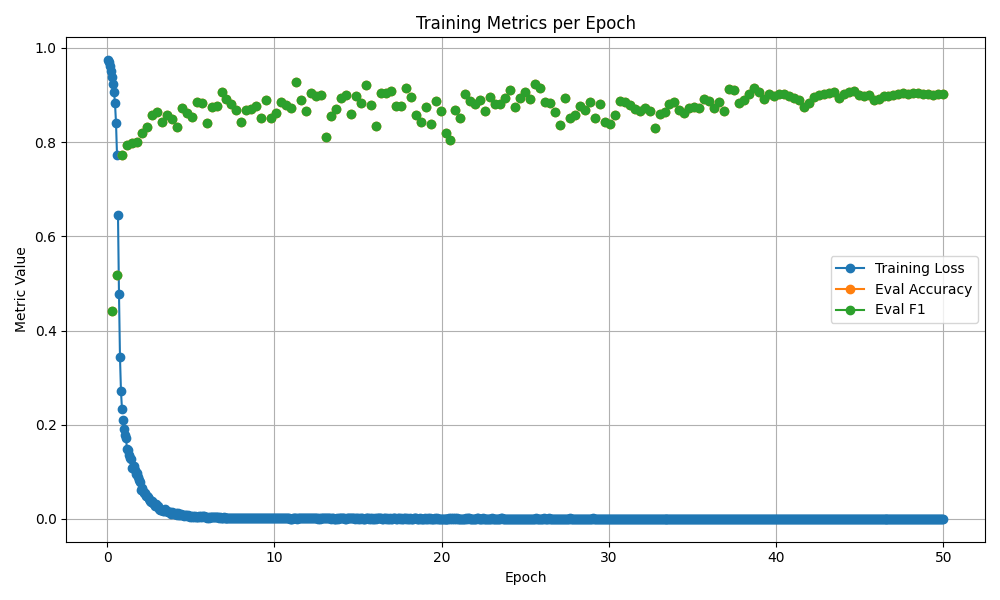 Training Metrics per Epoch
1.0
0.8
0.6
0.4
0.2
0.0
Metric Value
Training Loss
Eval Accuracy
Eval F1
0 10 20 30 40 50
Epoch